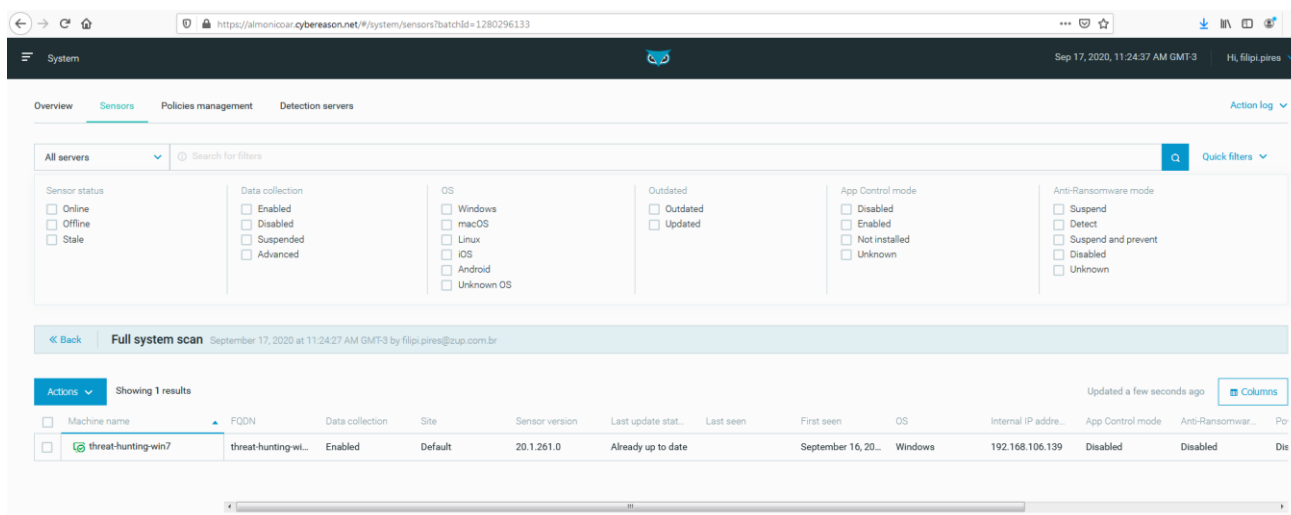 https://almonicoar.cybereason.net/#/system/sensors?batchId=1280296133
System
Sep 17, 2020, 11:24:37 AM GMT-3
Hi, filipi.pires
Overview Sensors Policies management Detection servers
Action log
All servers
Search for filters
Quick filters
Sensor status
Online
Offline
Stale
Data collection
Enabled
Disabled
Suspended
Advanced
OS
Windows
macOS
Linux
iOS
Android
Unknown OS
Outdated
Outdated
Updated
App Control mode
Disabled
Enabled
Not installed
Unknown
Anti-Ransomware mode
Suspend
Detect
Suspend and prevent
Disabled
Unknown
« Back Full system scan September 17, 2020 at 11:24:27 AM GMT-3 by filipi.pires@zup.com.br
Actions Showing 1 results Updated a few seconds ago Columns
Machine name FQDN Data collection Site Sensor version Last update stat... Last seen First seen OS Internal IP addre... App Control mode Anti-Ransomwar... Po
threat-hunting-win7 threat-hunting-wi... Enabled Default 20.1.261.0 Already up to date September 16, 20... Windows 192.168.106.139 Disabled Disabled Dis